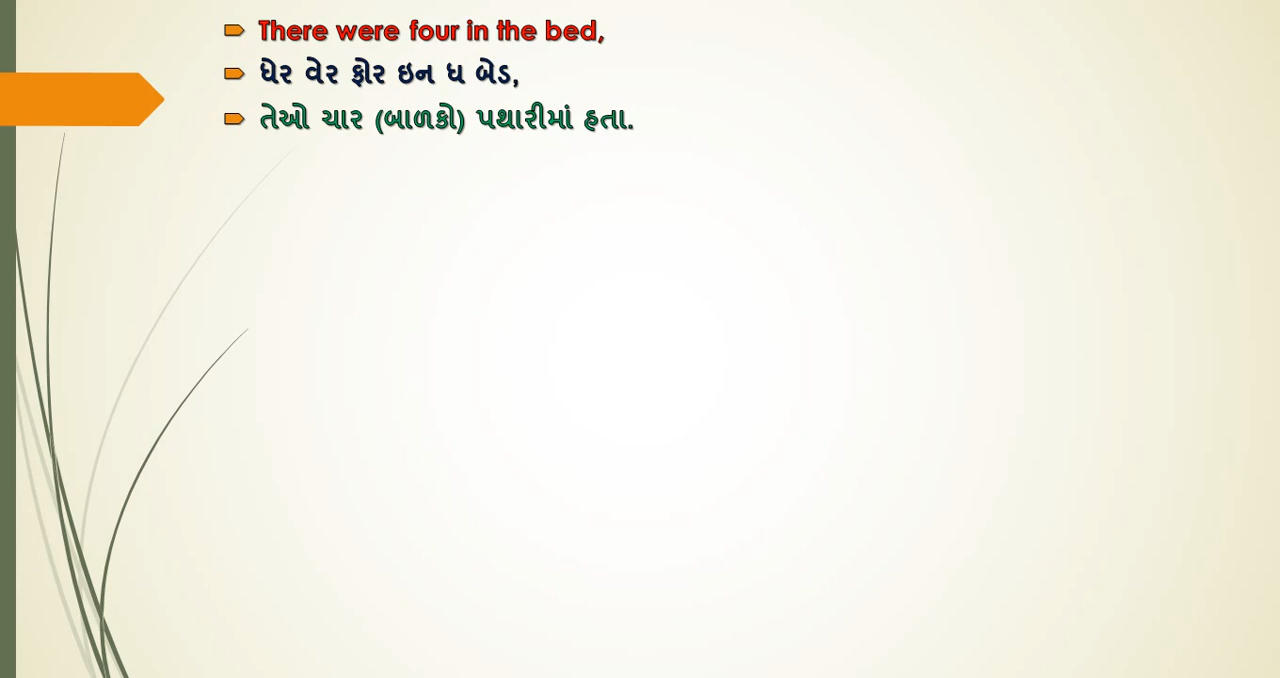 There were four in the bed,
ધેર વેર ફોર ઇન ધ બેડ,
તેઓ ચાર (બાળકો) પથારીમાં હતા.